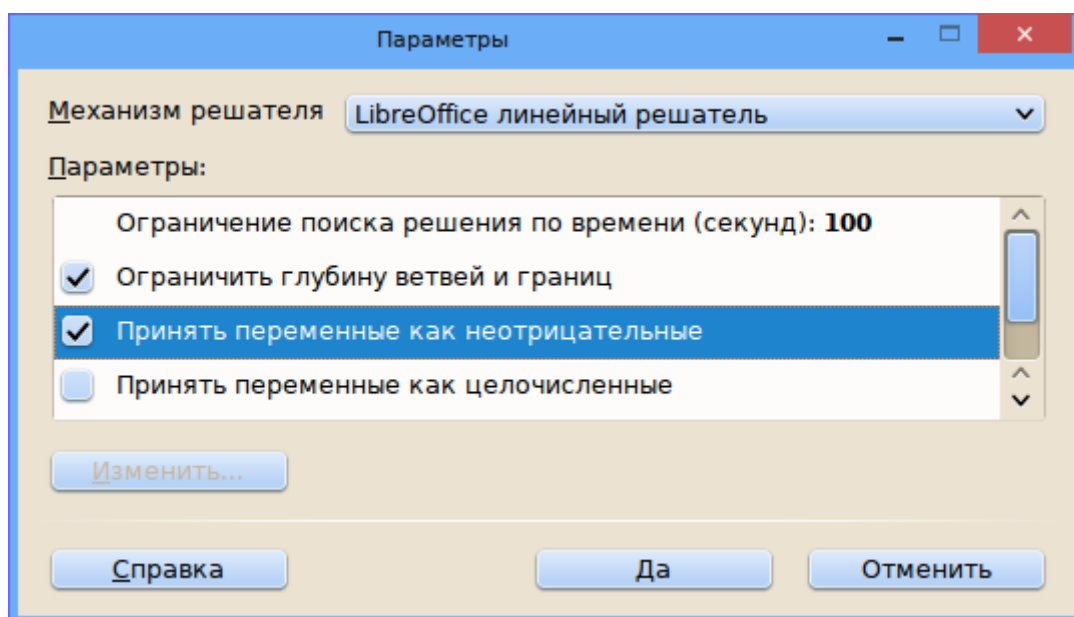 Параметры
Механизм решателя LibreOffice линейный решатель
Параметры:
Ограничение поиска решения по времени (секунд): 100
Ограничить глубину ветвей и границ
Принять переменные как неотрицательные
Принять переменные как целочисленные
Изменить...
Справка Да Отменить